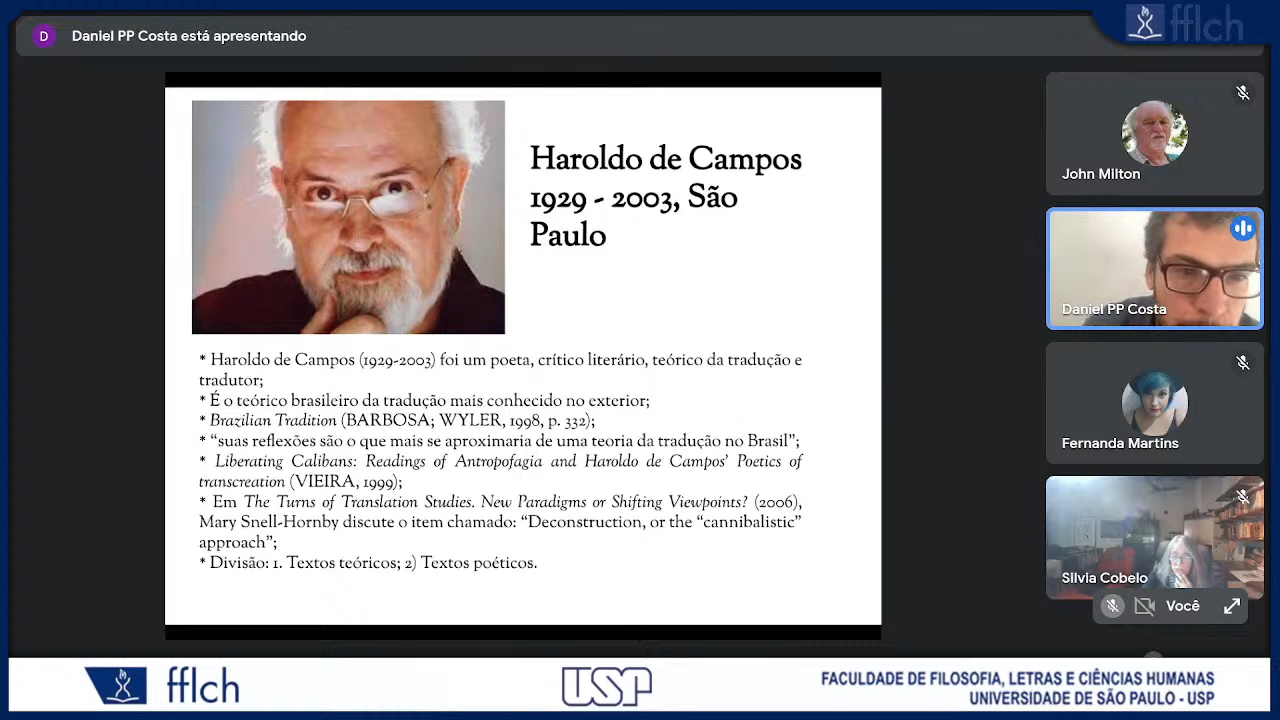 Daniel PP Costa está apresentando
fflch
Haroldo de Campos
1929 - 2003, São
Paulo
* Haroldo de Campos (1929-2003) foi um poeta, crítico literário, teórico da tradução e
tradutor;
* É o teórico brasileiro da tradução mais conhecido no exterior;
* Brazilian Tradition (BARBOSA; WYLER, 1998, p. 332);
* “suas reflexões são o que mais se aproximaria de uma teoria da tradução no Brasil”;
* Liberating Calibans: Readings of Antropofagia and Haroldo de Campos’ Poetics of
transcreation (VIEIRA, 1999);
* Em The Turns of Translation Studies. New Paradigms or Shifting Viewpoints? (2006),
Mary Snell-Hornby discute o item chamado: “Deconstruction, or the “cannibalistic”
approach”;
* Divisão: 1. Textos teóricos; 2) Textos poéticos.
John Milton
Daniel PP Costa
Fernanda Martins
Silvia Cobelo
Você
D
fflch
USP
FACULDADE DE FILOSOFIA, LETRAS E CIÊNCIAS HUMANAS
UNIVERSIDADE DE SÃO PAULO - USP